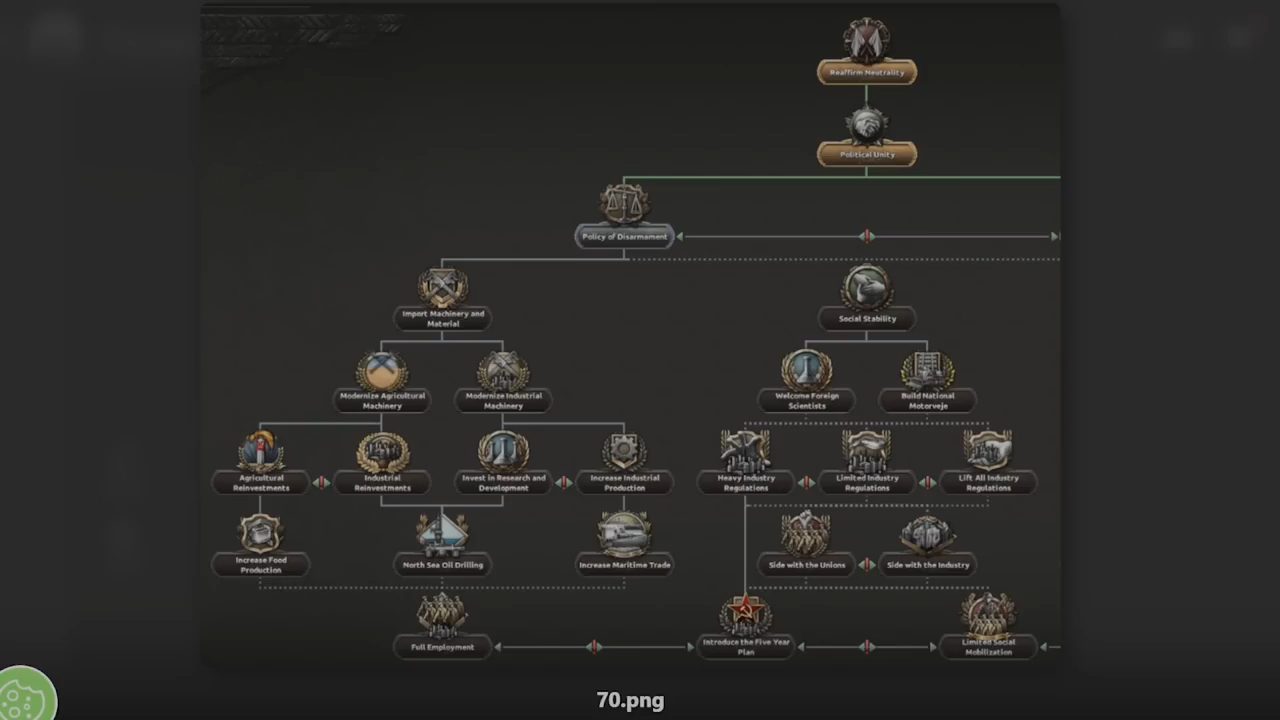 Reaffirm Neutrality
Political Unity
Policy of Disarmament
Import Machinery and
Material
Social Stability
Modernize Agricultural
Machinery
Modernize Industrial
Machinery
Welcome Foreign
Scientists
Build National
Motorveje
Agricultural
Reinvestments
Industrial
Reinvestments
Invest in Research and
Development
Increase Industrial
Production
Heavy Industry
Regulations
Limited Industry
Regulations
Lift All Industry
Regulations
Increase Food
Production
North Sea Oil Drilling
Increase Maritime Trade
Side with the Unions
Side with the Industry
Full Employment
Introduce the Five Year
Plan
Limited Social
Mobilization
70.png